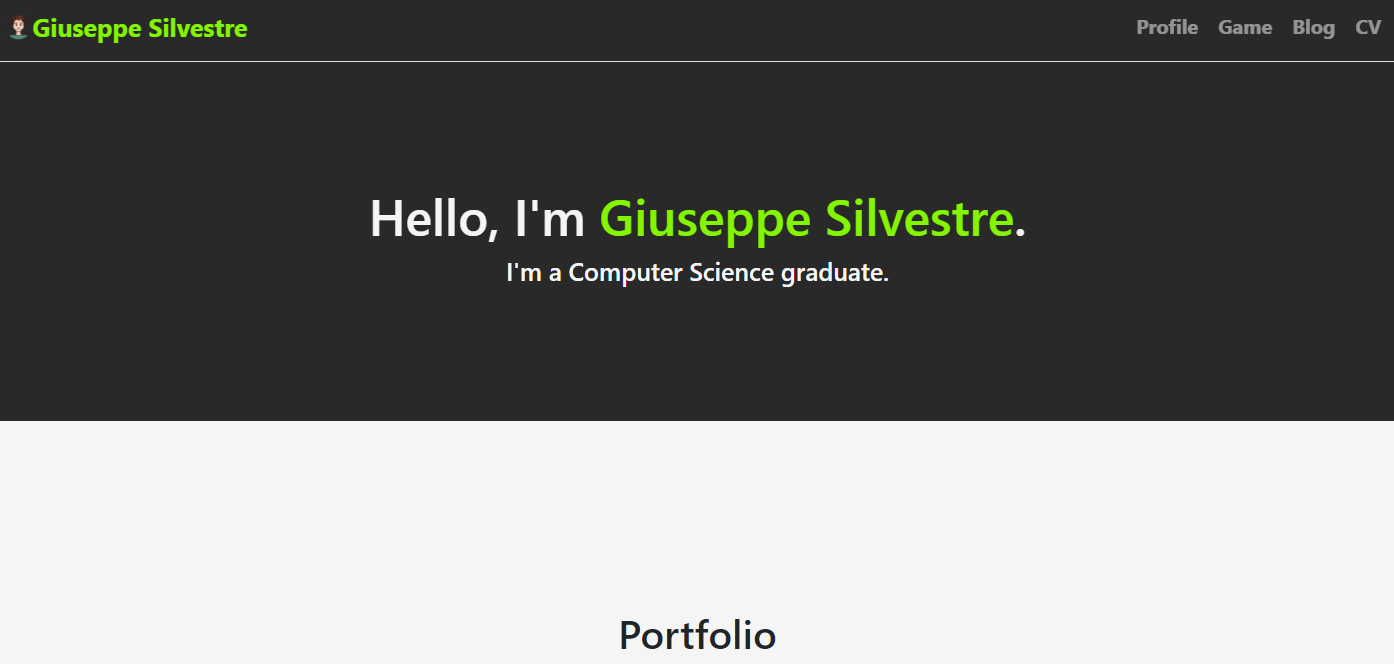 Giuseppe Silvestre
Profile Game Blog CV
Hello, I'm Giuseppe Silvestre.
I'm a Computer Science graduate.
Portfolio